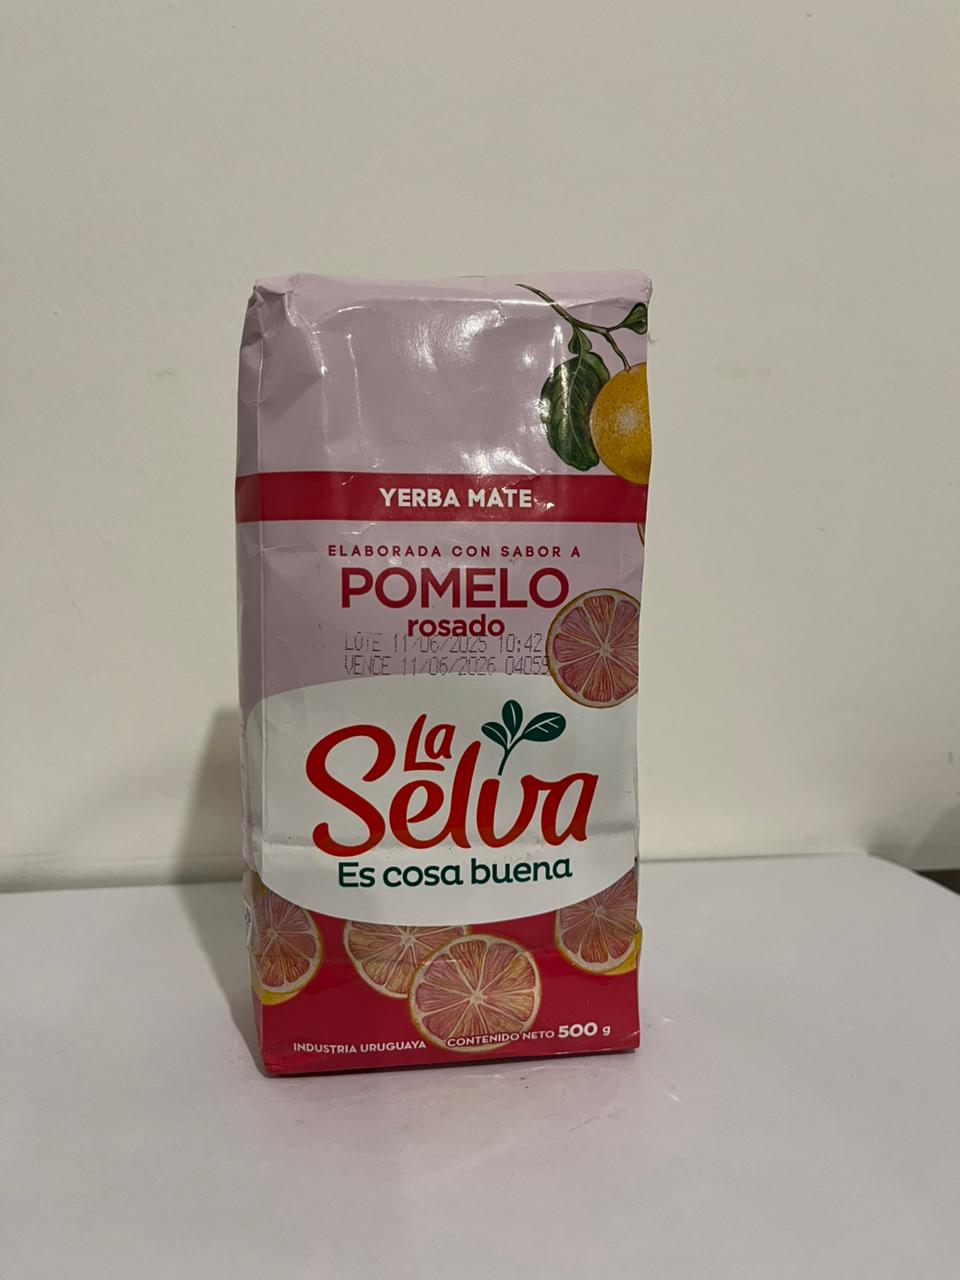 YERBA MATE
ELABORADA CON SABOR A
POMELO
rosado
LOTE 11/06/2025 10:42
VENCE 11/06/2026 04059
La
Selva
Es cosa buena
INDUSTRIA URUGUAYA
CONTENIDO NETO 500 g